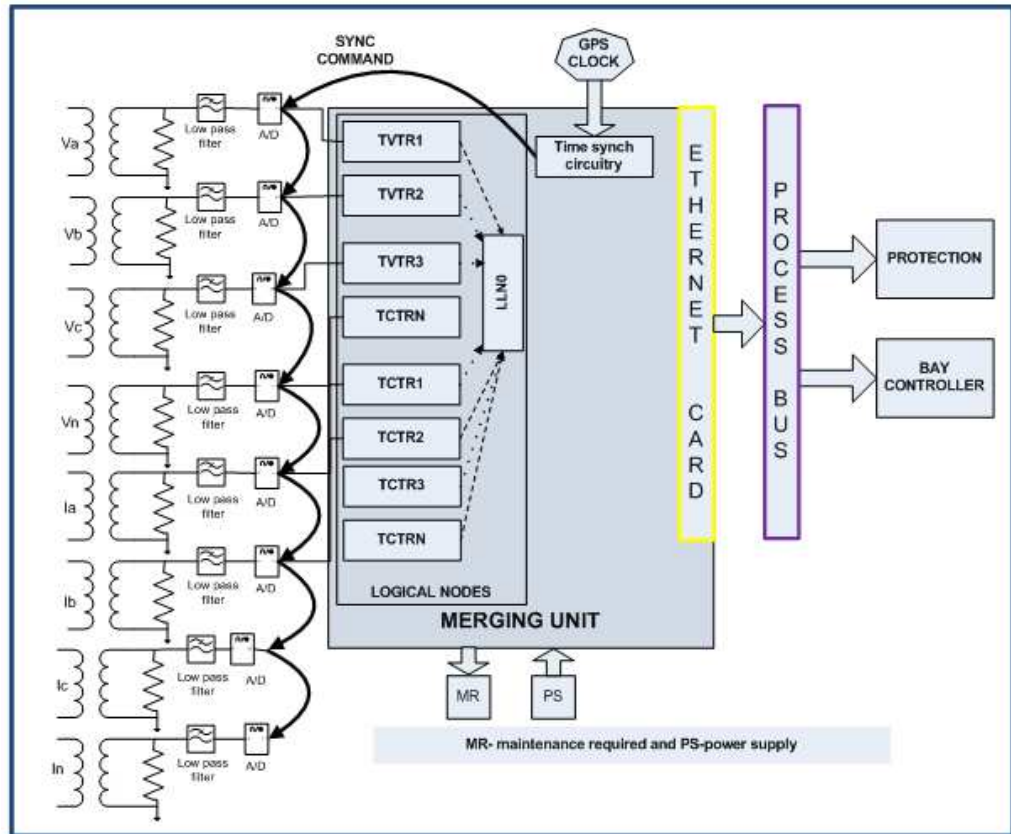 SYNC
COMMAND
GPS
CLOCK
Va
Low pass
filter
A/D
TVTR1
Time synch
circuitry
Vb
Low pass
filter
A/D
TVTR2
Vc
Low pass
filter
A/D
TVTR3
LLN0
TCTRN
Vn
Low pass
filter
A/D
TCTR1
Ia
Low pass
filter
A/D
TCTR2
TCTR3
Ib
Low pass
filter
A/D
TCTRN
LOGICAL NODES
MERGING UNIT
ETHERNET CARD
PROCESS BUS
PROTECTION
BAY
CONTROLLER
Ic
Low pass
filter
A/D
MR
PS
In
Low pass
filter
A/D
MR- maintenance required and PS-power supply